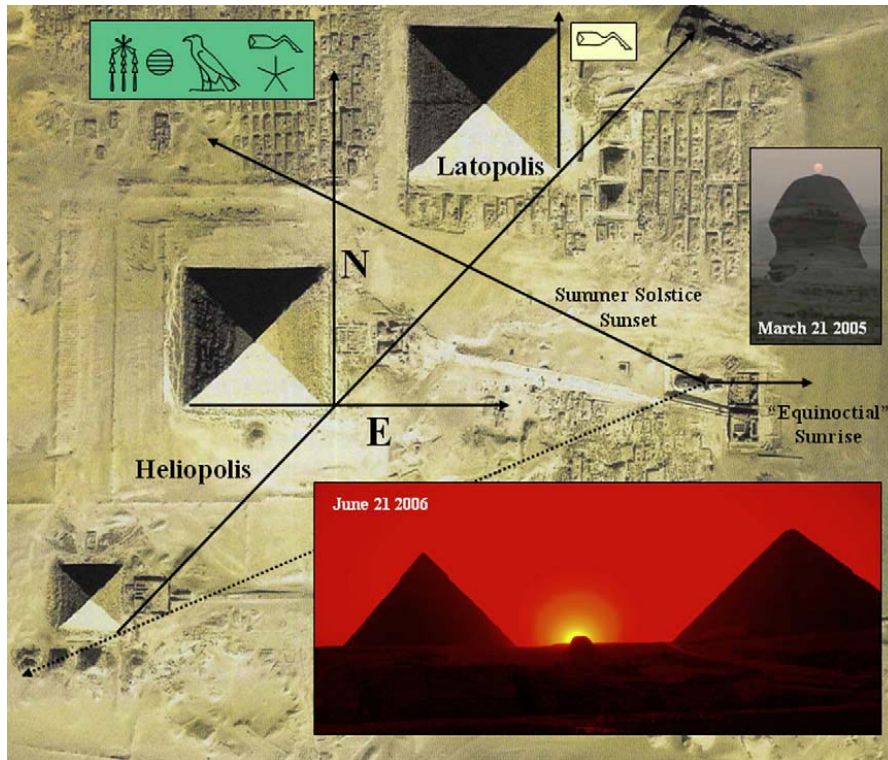 Latopolis
N
Summer Solstice
Sunset
March 21 2005
E
“Equinoctial”
Sunrise
Heliopolis
June 21 2006